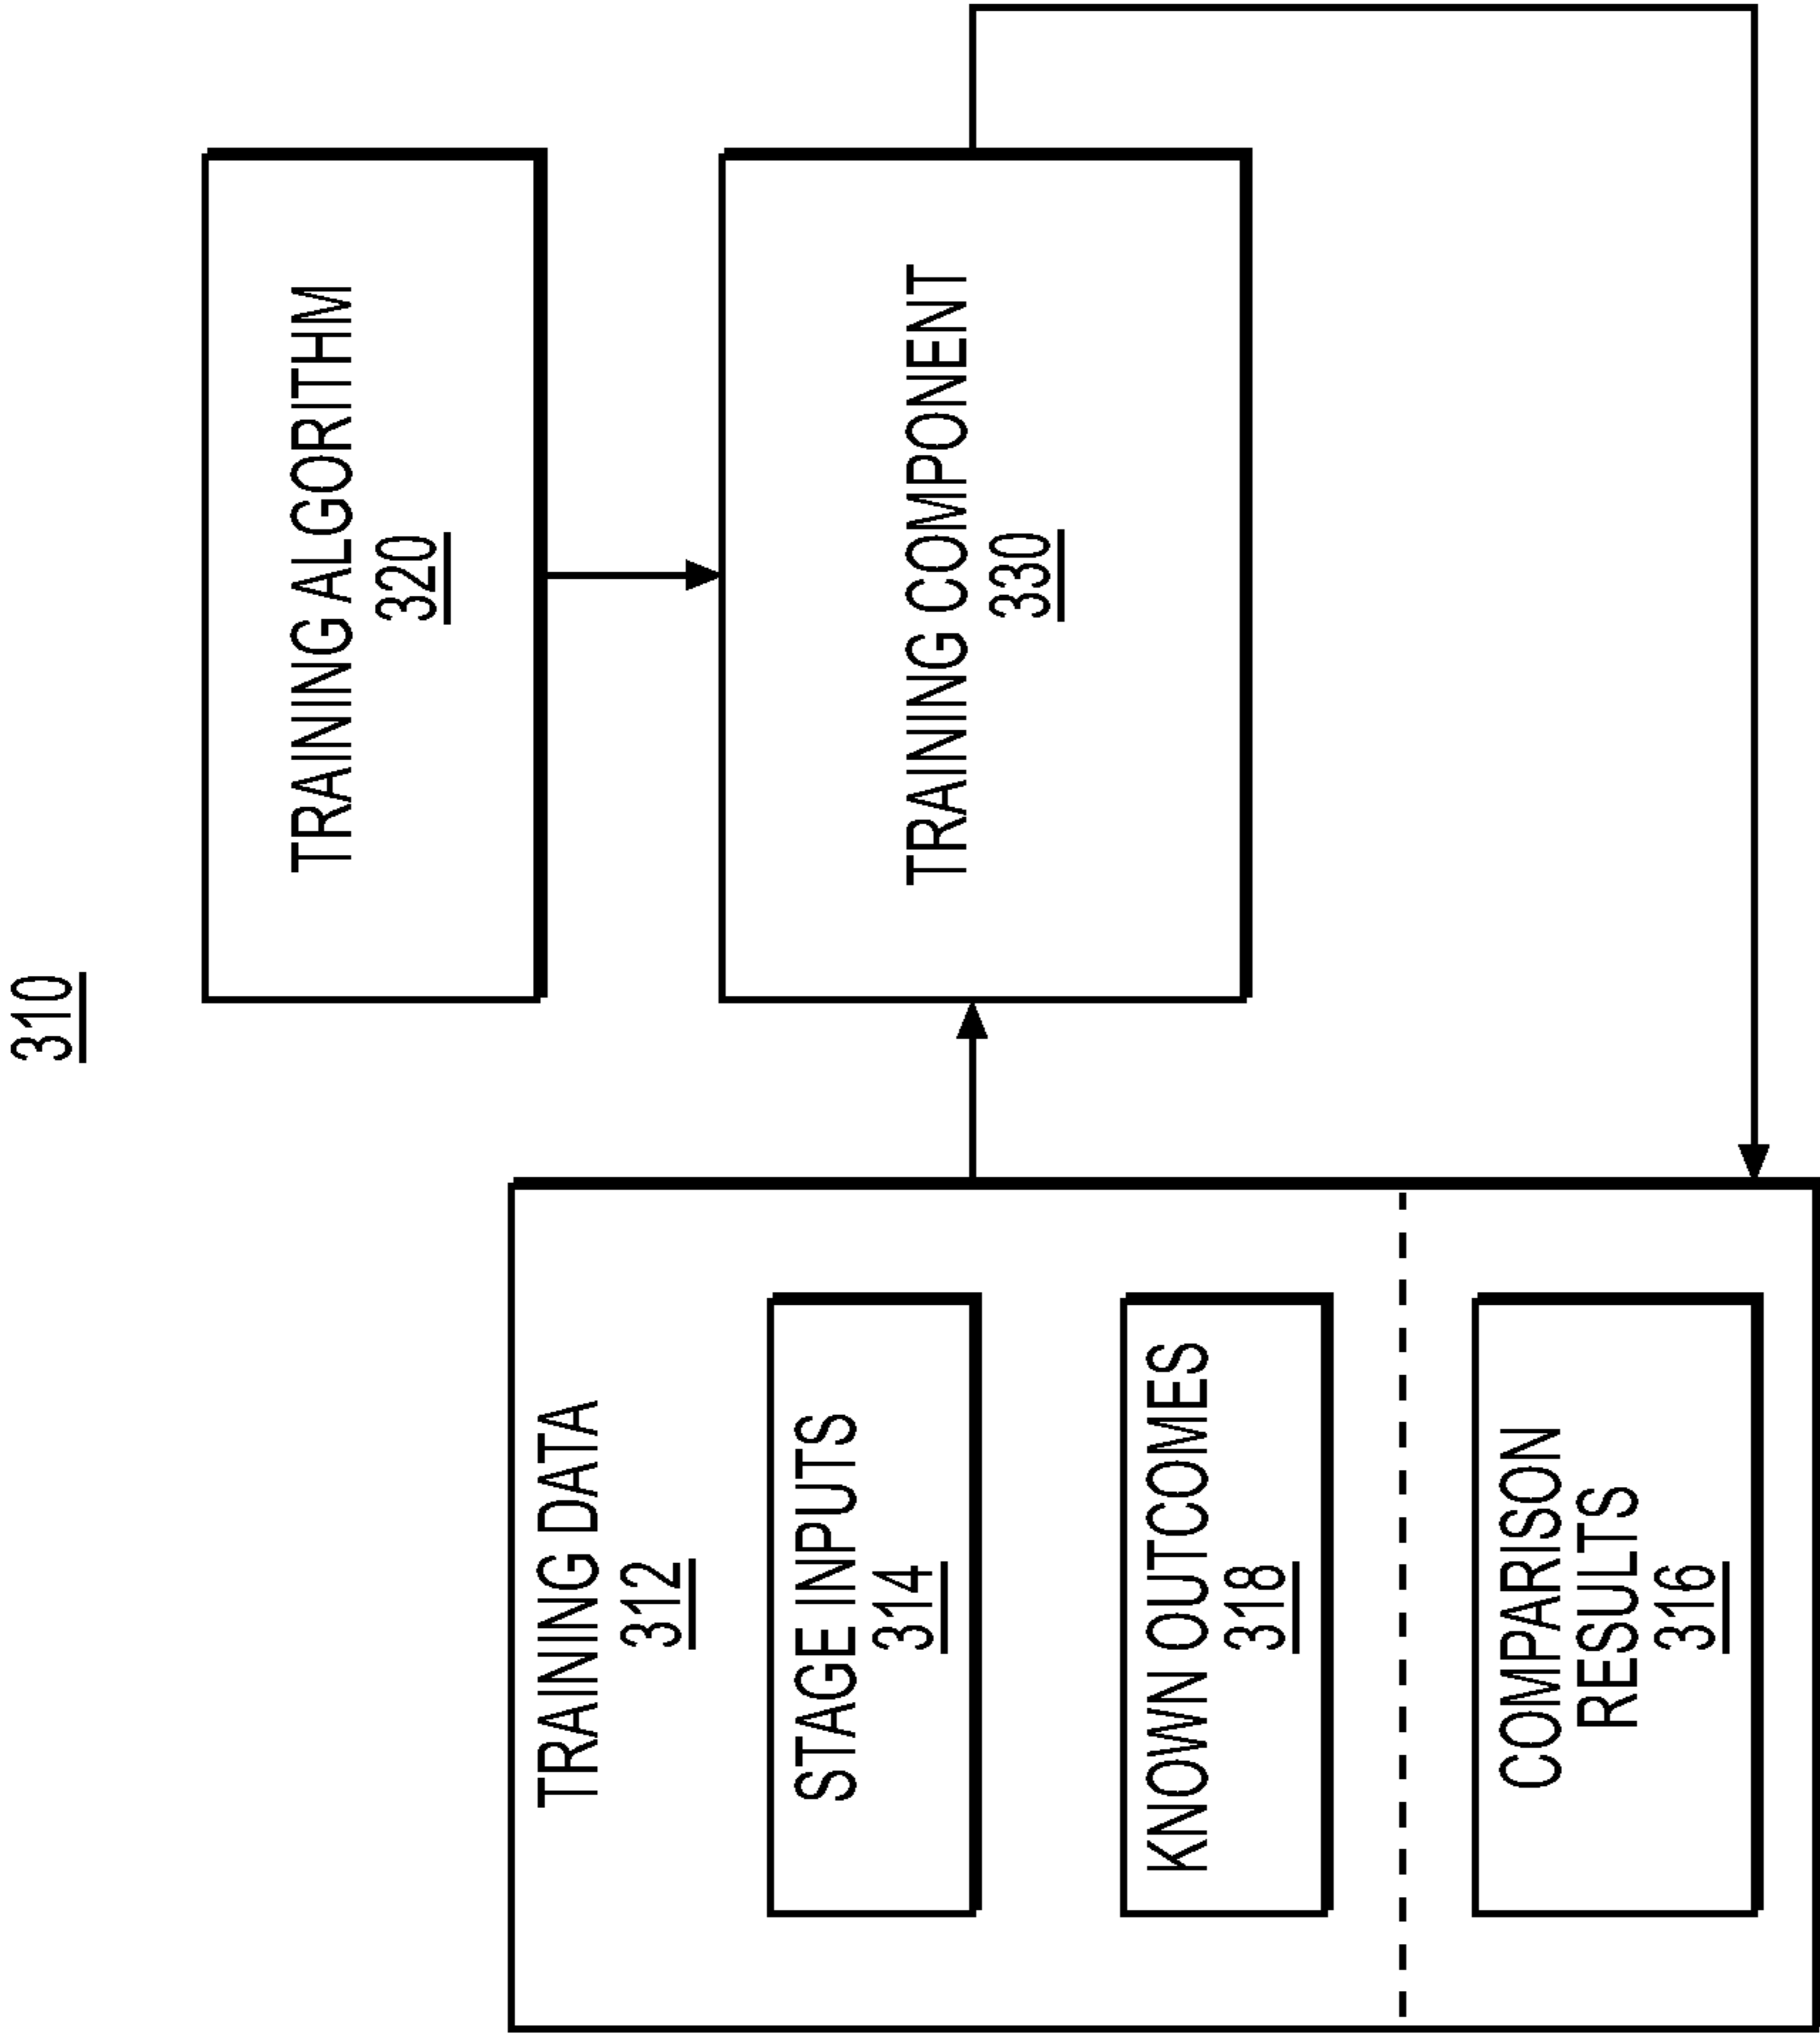 310
TRAINING DATA
312
STAGE INPUTS
314
KNOWN OUTCOMES
318
COMPARISON
RESULTS
316
TRAINING ALGORITHM
320
TRAINING COMPONENT
330